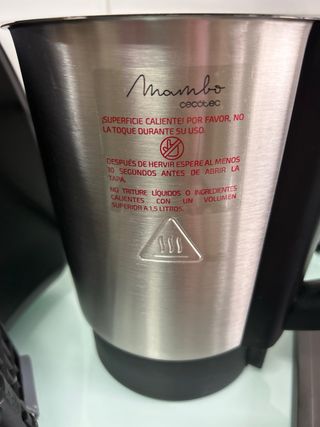 Mambo
cecotec
¡SUPERFICIE CALIENTE! POR FAVOR, NO
LA TOQUE DURANTE SU USO.
DESPUÉS DE HERVIR ESPERE AL MENOS
10 SEGUNDOS ANTES DE ABRIR LA
TAPA.
NO TRITURE LÍQUIDOS O INGREDIENTES
CALIENTES CON UN VOLUMEN
SUPERIOR A 1,5 LITROS.